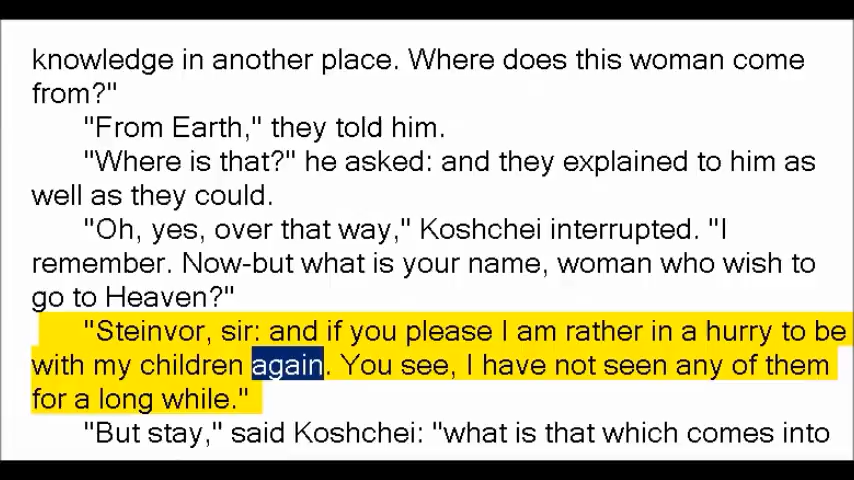 knowledge in another place. Where does this woman come
from?"
"From Earth," they told him.
"Where is that?" he asked: and they explained to him as
well as they could.
"Oh, yes, over that way," Koshchei interrupted. "I
remember. Now-but what is your name, woman who wish to
go to Heaven?"
"Steinvor, sir: and if you please I am rather in a hurry to be
with my children again. You see, I have not seen any of them
for a long while."
"But stay," said Koshchei: "what is that which comes into